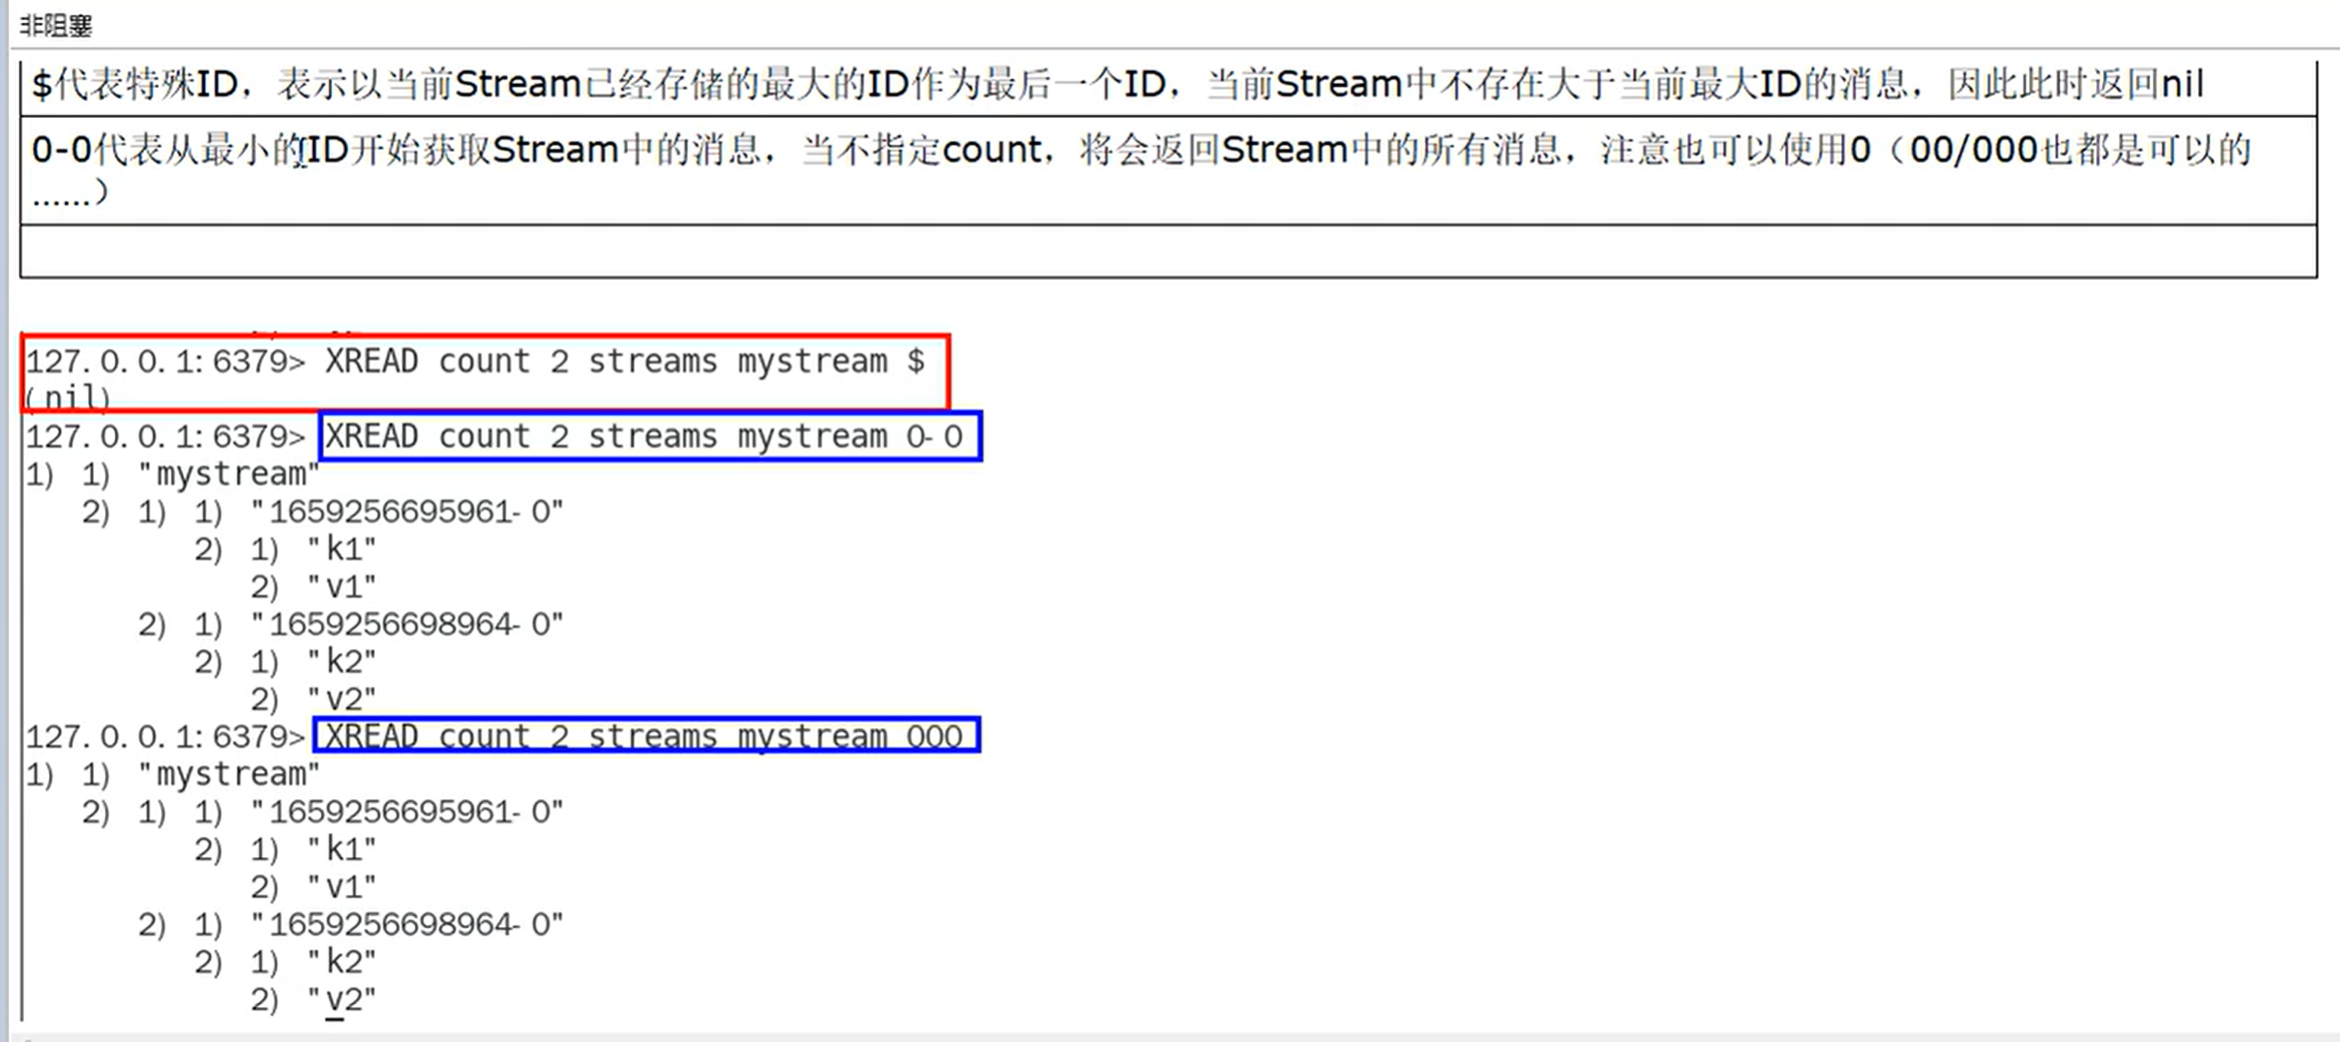 非阻塞
$代表特殊ID，表示以当前Stream已经存储的最大的ID作为最后一个ID，当前Stream中不存在大于当前最大ID的消息，因此此时返回nil
0-0代表从最小的ID开始获取Stream中的消息，当不指定count，将会返回Stream中的所有消息，注意也可以使用0（00/000也都是可以的
……）
127.0.0.1:6379> XREAD count 2 streams mystream $
(nil)
127.0.0.1:6379> XREAD count 2 streams mystream 0-0
1) 1) "mystream"
2) 1) 1) "1659256695961-0"
2) 1) "k1"
2) "v1"
2) 1) "1659256698964-0"
2) 1) "k2"
2) "v2"
127.0.0.1:6379> XREAD count 2 streams mystream 000
1) 1) "mystream"
2) 1) 1) "1659256695961-0"
2) 1) "k1"
2) "v1"
2) 1) "1659256698964-0"
2) 1) "k2"
2) "v2"